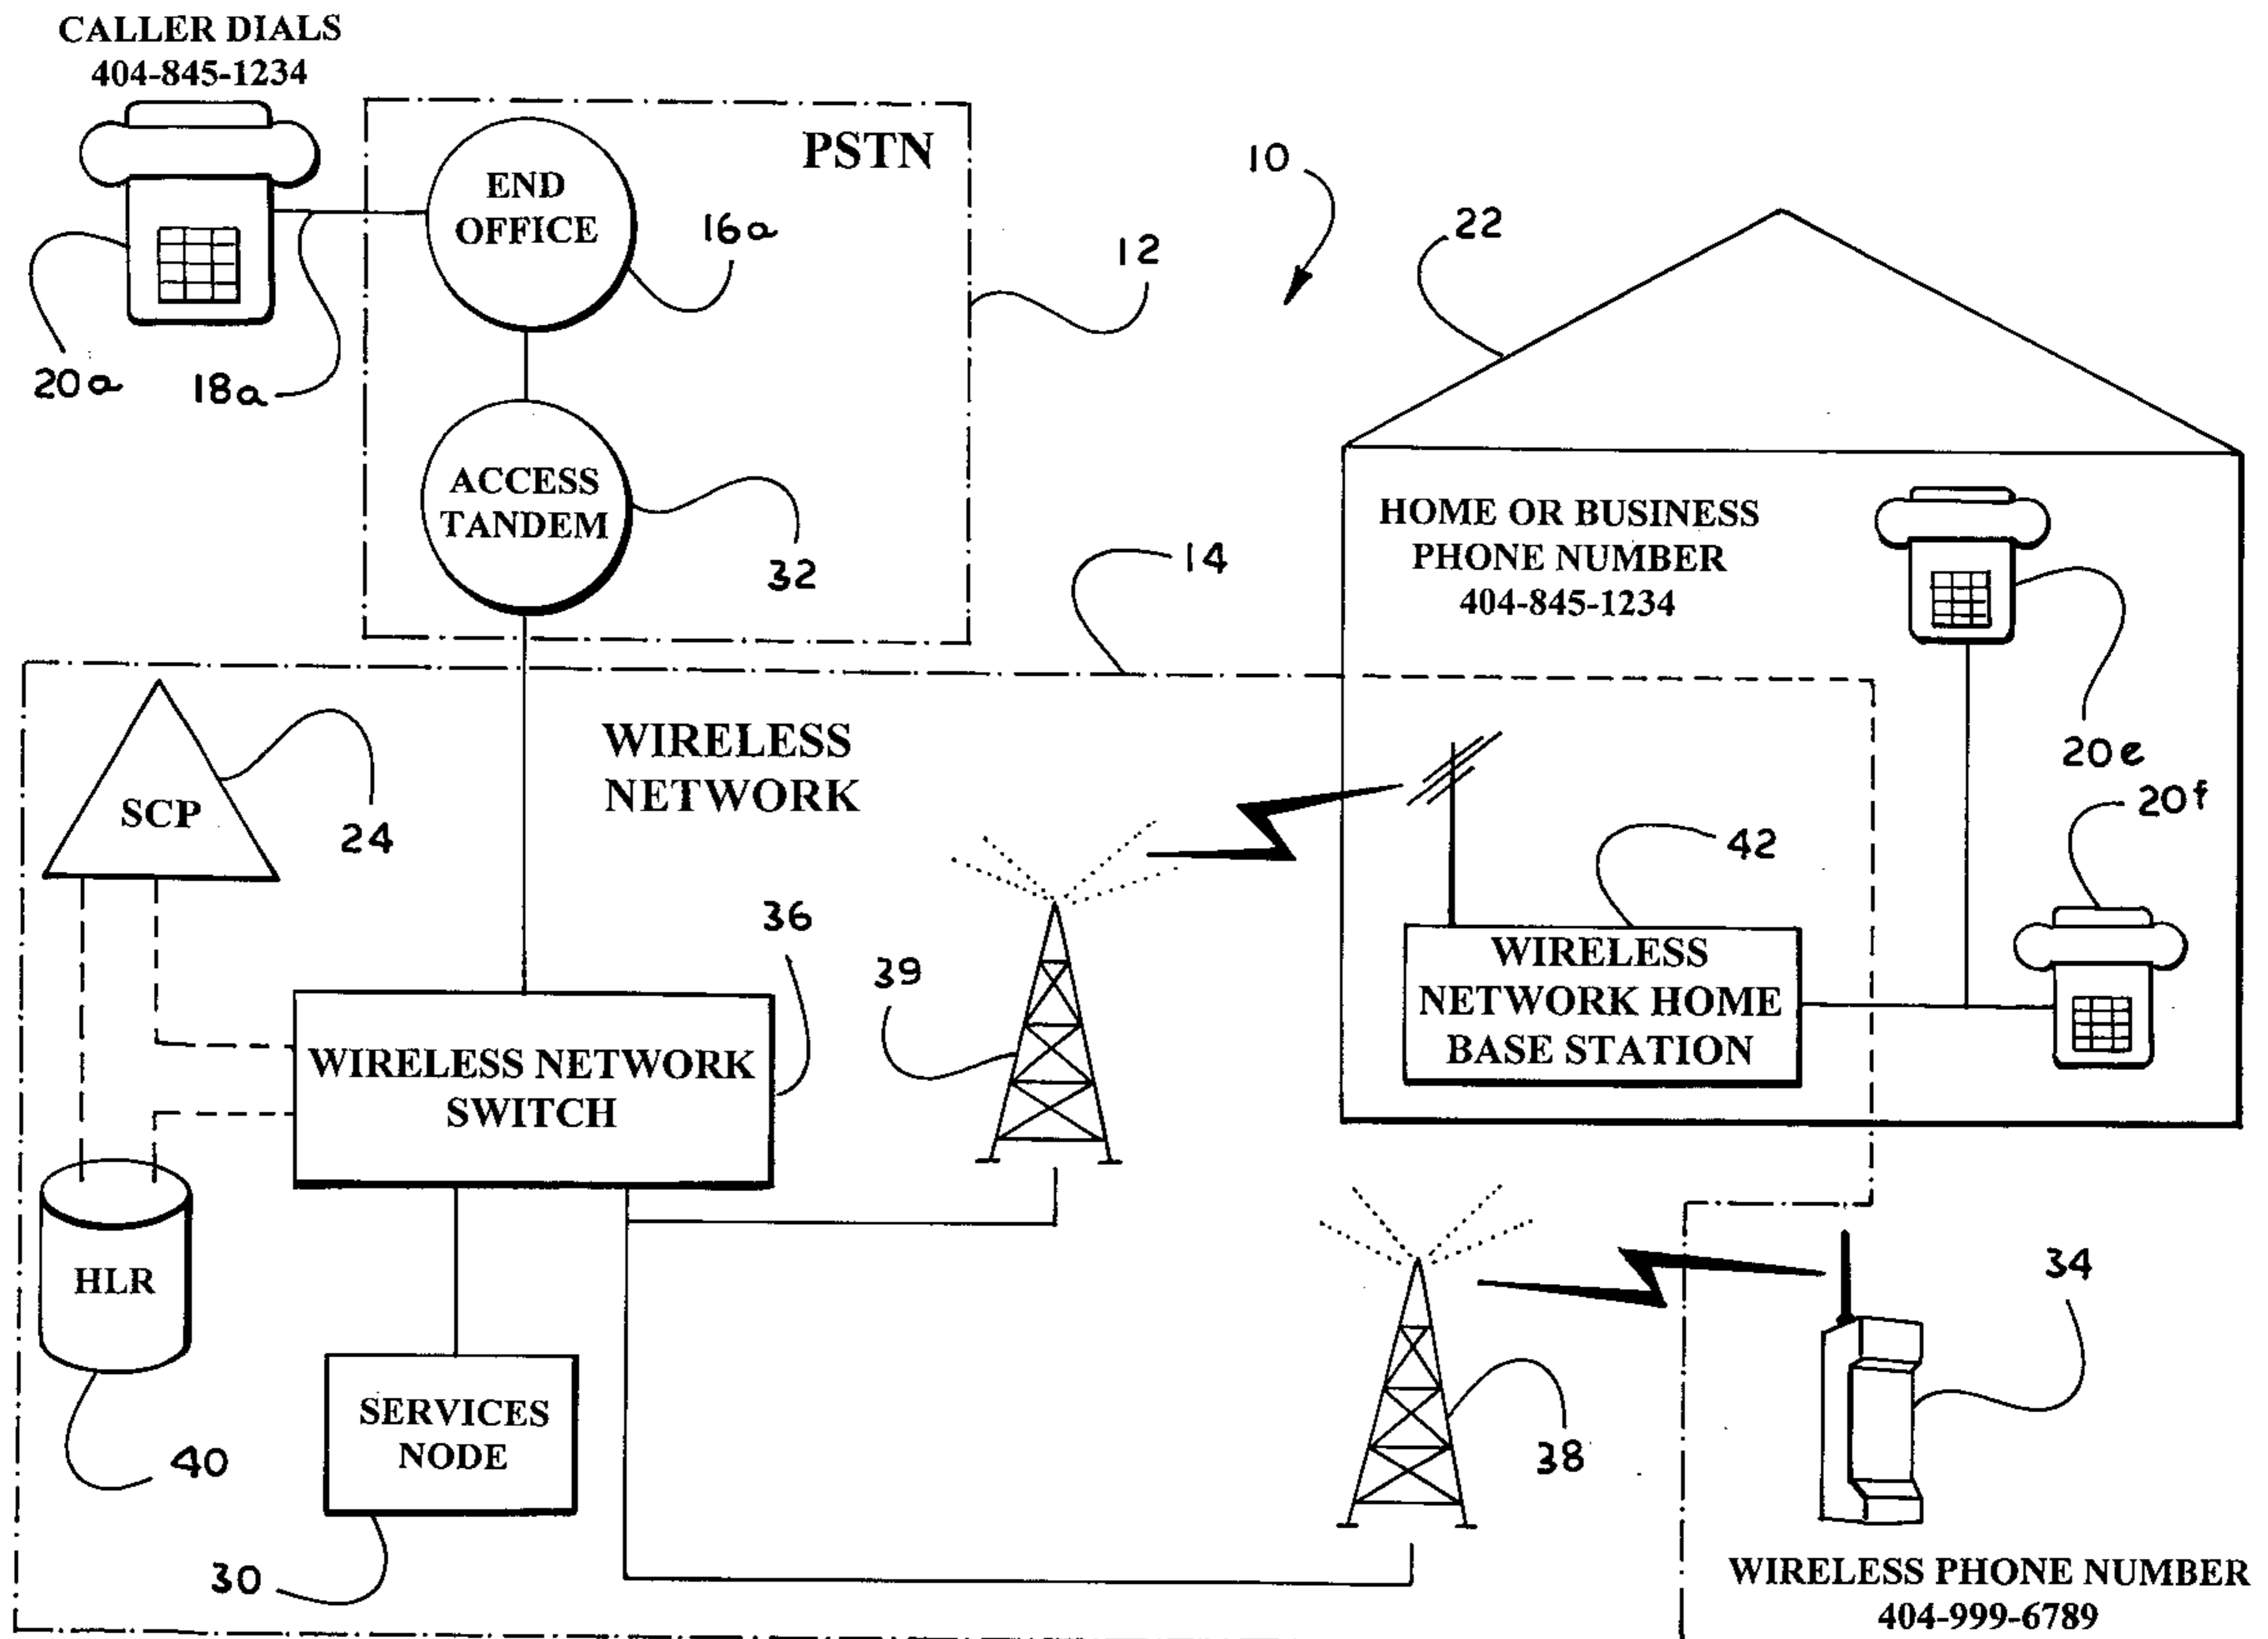 CALLER DIALS
404-845-1234
PSTN
END
OFFICE
16a
12
10
22
20a
18a
ACCESS
TANDEM
32
14
HOME OR BUSINESS
PHONE NUMBER
404-845-1234
20e
20f
WIRELESS
NETWORK
SCP
24
36
39
42
WIRELESS
NETWORK HOME
BASE STATION
WIRELESS NETWORK
SWITCH
HLR
40
SERVICES
NODE
30
38
34
WIRELESS PHONE NUMBER
404-999-6789